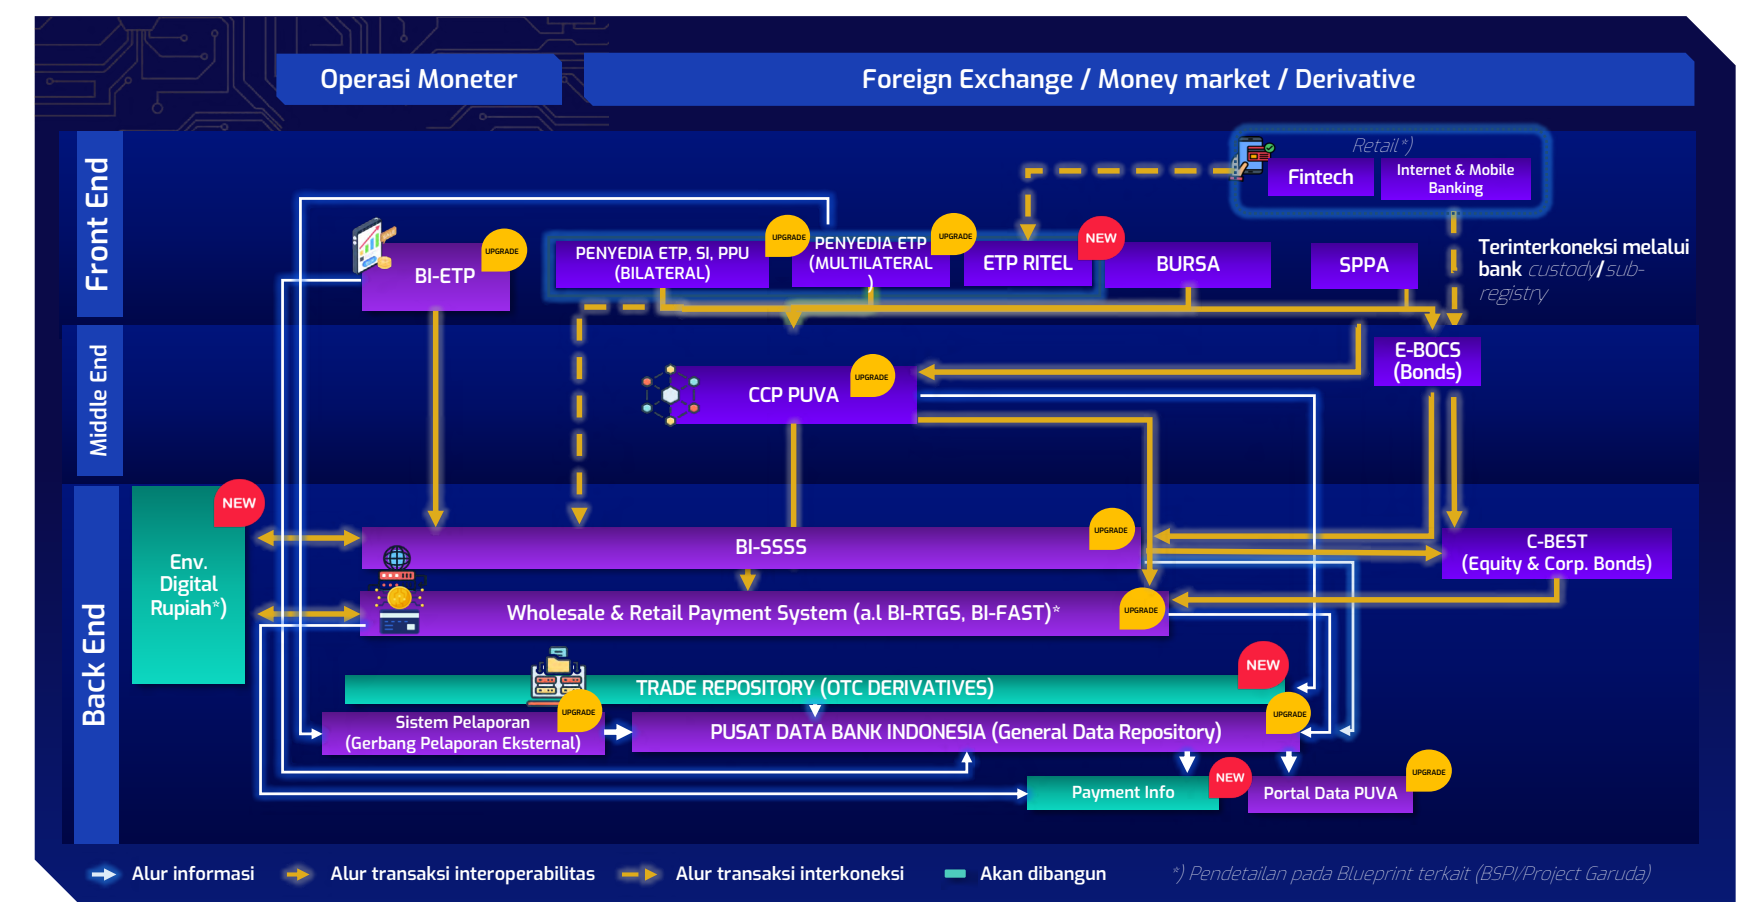 Operasi Moneter
Foreign Exchange / Money market / Derivative
Front End
Retail*)
Fintech
Internet & Mobile
Banking
BI-ETP
UPGRADE
PENYEDIA ETP, SI, PPU
(BILATERAL)
UPGRADE
PENYEDIA ETP
(MULTILATERAL
)
UPGRADE
ETP RITEL
NEW
BURSA
SPPA
Terinterkoneksi melalui
bank custody/sub-
registry
Middle End
CCP PUVA
UPGRADE
E-BOCS
(Bonds)
Back End
NEW
Env.
Digital
Rupiah*)
BI-SSSS
UPGRADE
C-BEST
(Equity & Corp. Bonds)
Wholesale & Retail Payment System (a.l BI-RTGS, BI-FAST)*
UPGRADE
TRADE REPOSITORY (OTC DERIVATIVES)
NEW
Sistem Pelaporan
(Gerbang Pelaporan Eksternal)
UPGRADE
PUSAT DATA BANK INDONESIA (General Data Repository)
UPGRADE
Payment Info
NEW
Portal Data PUVA
UPGRADE
Alur informasi
Alur transaksi interoperabilitas
Alur transaksi interkoneksi
Akan dibangun
*) Pendetailan pada Blueprint terkait (BSPI/Project Garuda)